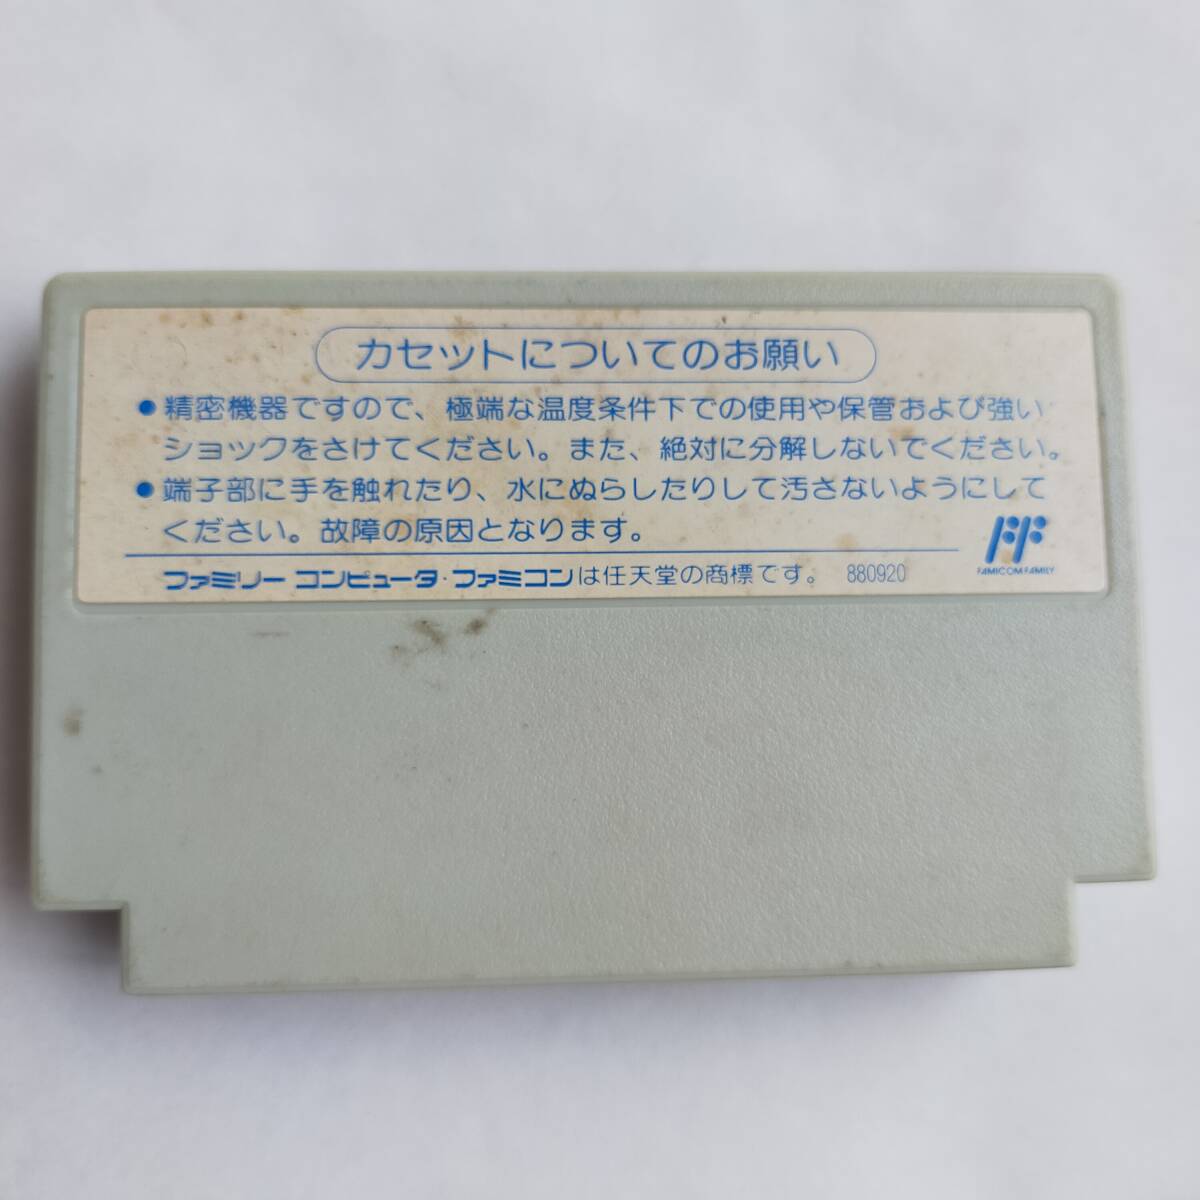 カセットについてのお願い
●精密機器ですので、極端な温度条件下での使用や保管および強い
ショックをさけてください。また、絶対に分解しないでください。
●端子部に手を触れたり、水にぬらしたりして汚さないようにして
ください。故障の原因となります。
FF
FAMICOM FAMILY
ファミリーコンピュータ・ファミコンは任天堂の商標です。 880920